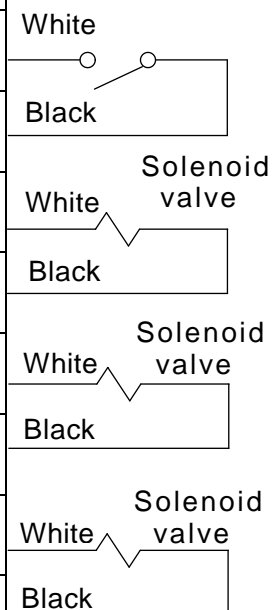 White
Black
Solenoid
White valve
Black
Solenoid
White valve
Black
Solenoid
White valve
Black